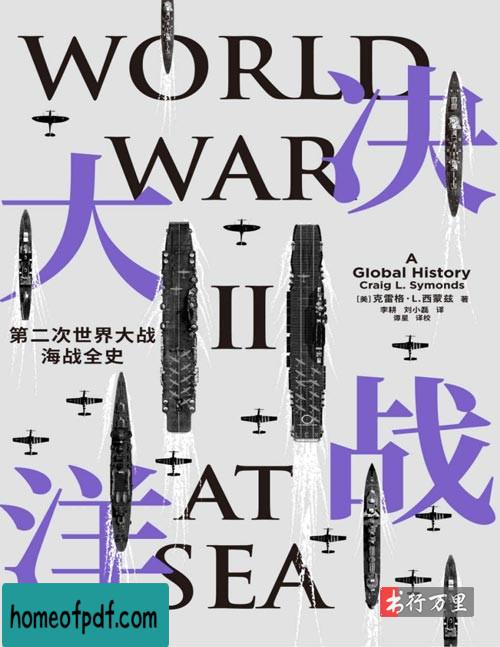 WORLD
WAR
II
AT
SEA
决战
大洋
A
Global History
Craig L. Symonds
[美] 克雷格·L.西蒙兹 著
李耕 刘小磊 译
谭星 译校
第二次世界大战
海战全史
书行万里
homeofpdf.com